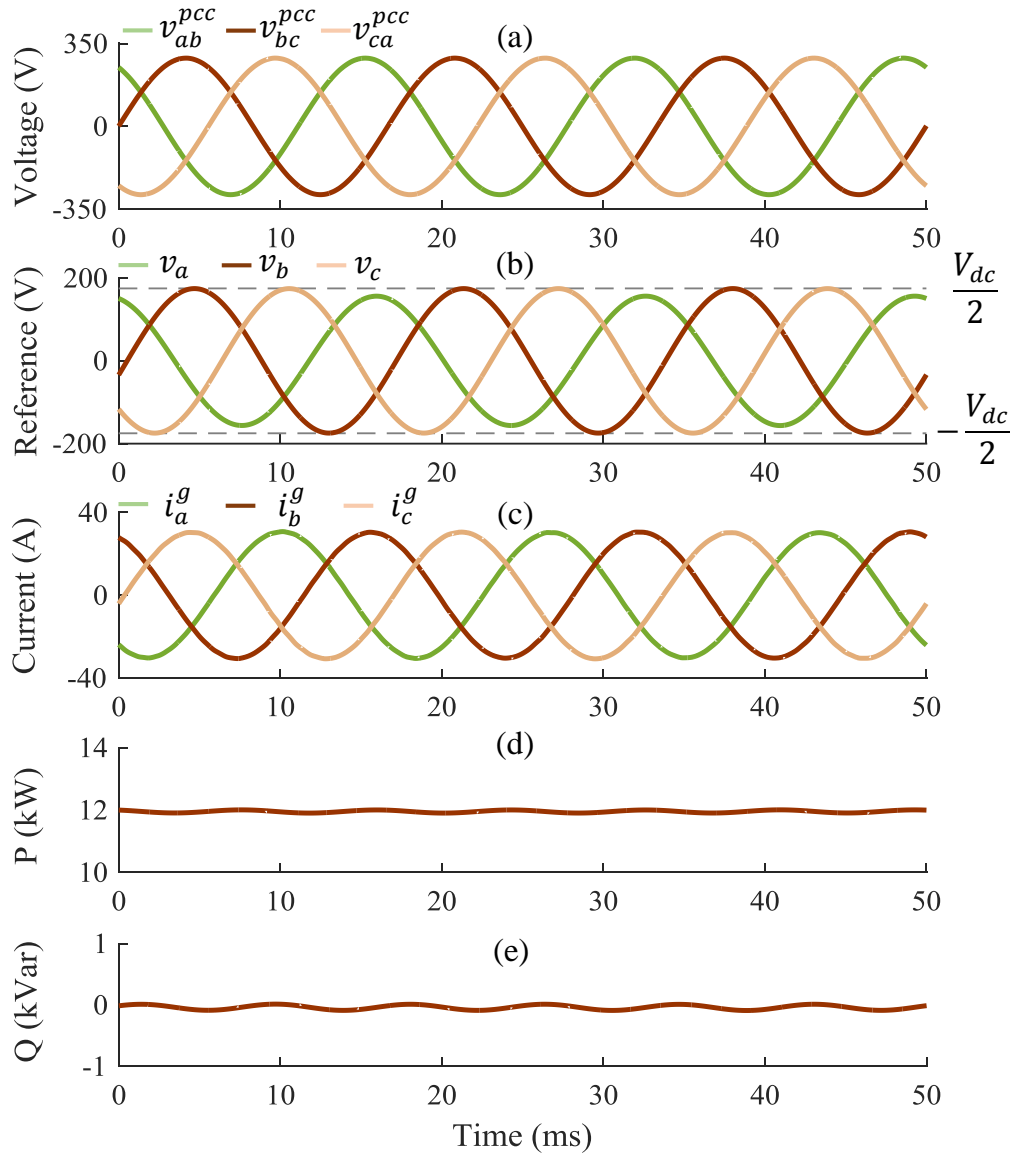 v_ab^pcc v_bc^pcc v_ca^pcc (a)
350
0
-350
Voltage (V)
0 10 20 30 40 50
v_a v_b v_c (b)
200
0
-200
Reference (V)
V_dc/2
-V_dc/2
0 10 20 30 40 50
i_a^g i_b^g i_c^g (c)
40
0
-40
Current (A)
0 10 20 30 40 50
(d)
14
12
10
P (kW)
0 10 20 30 40 50
(e)
1
0
-1
Q (kVar)
0 10 20 30 40 50
Time (ms)